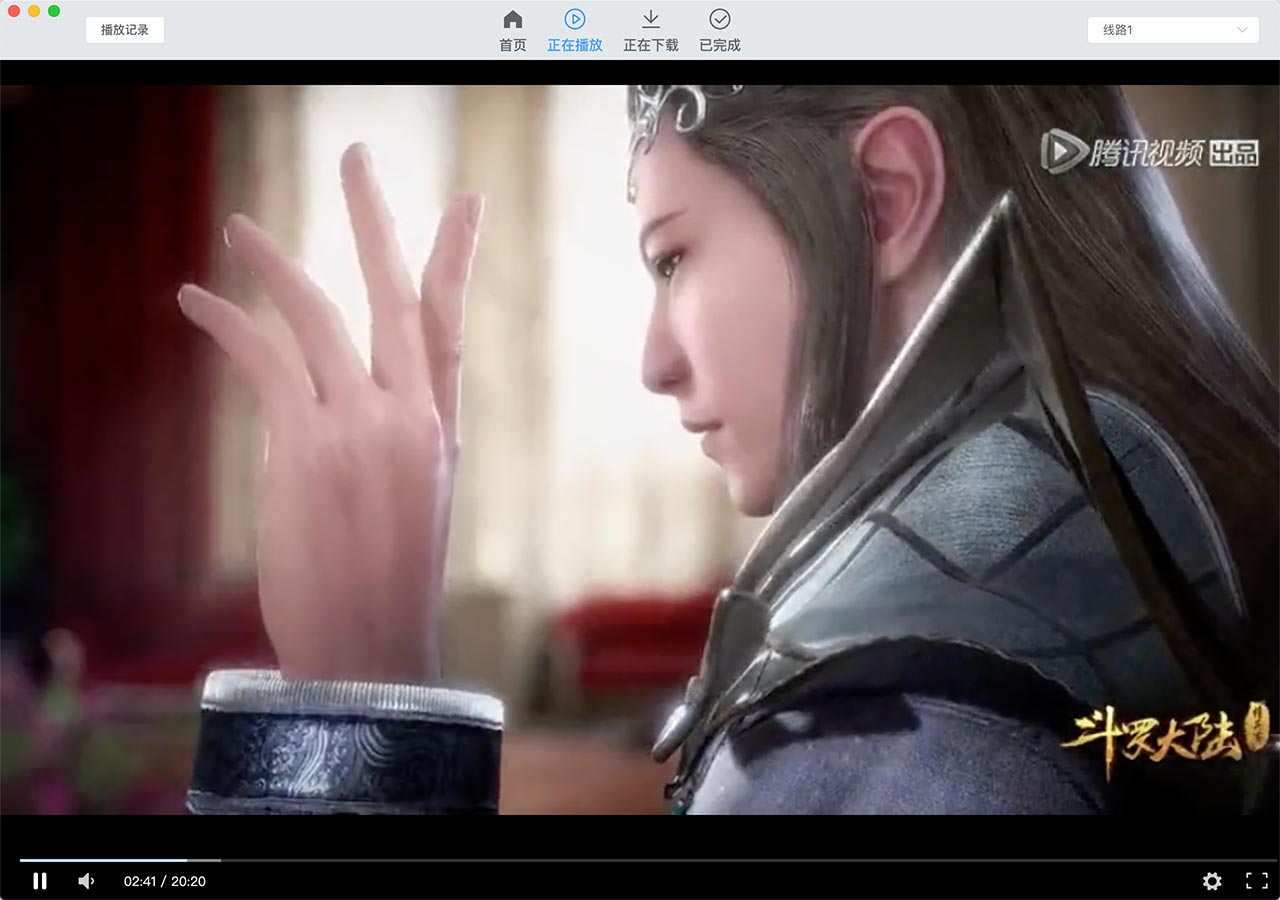 播放记录
首页
正在播放
正在下载
已完成
线路1
腾讯视频 出品
斗罗大陆
02:41 / 20:20